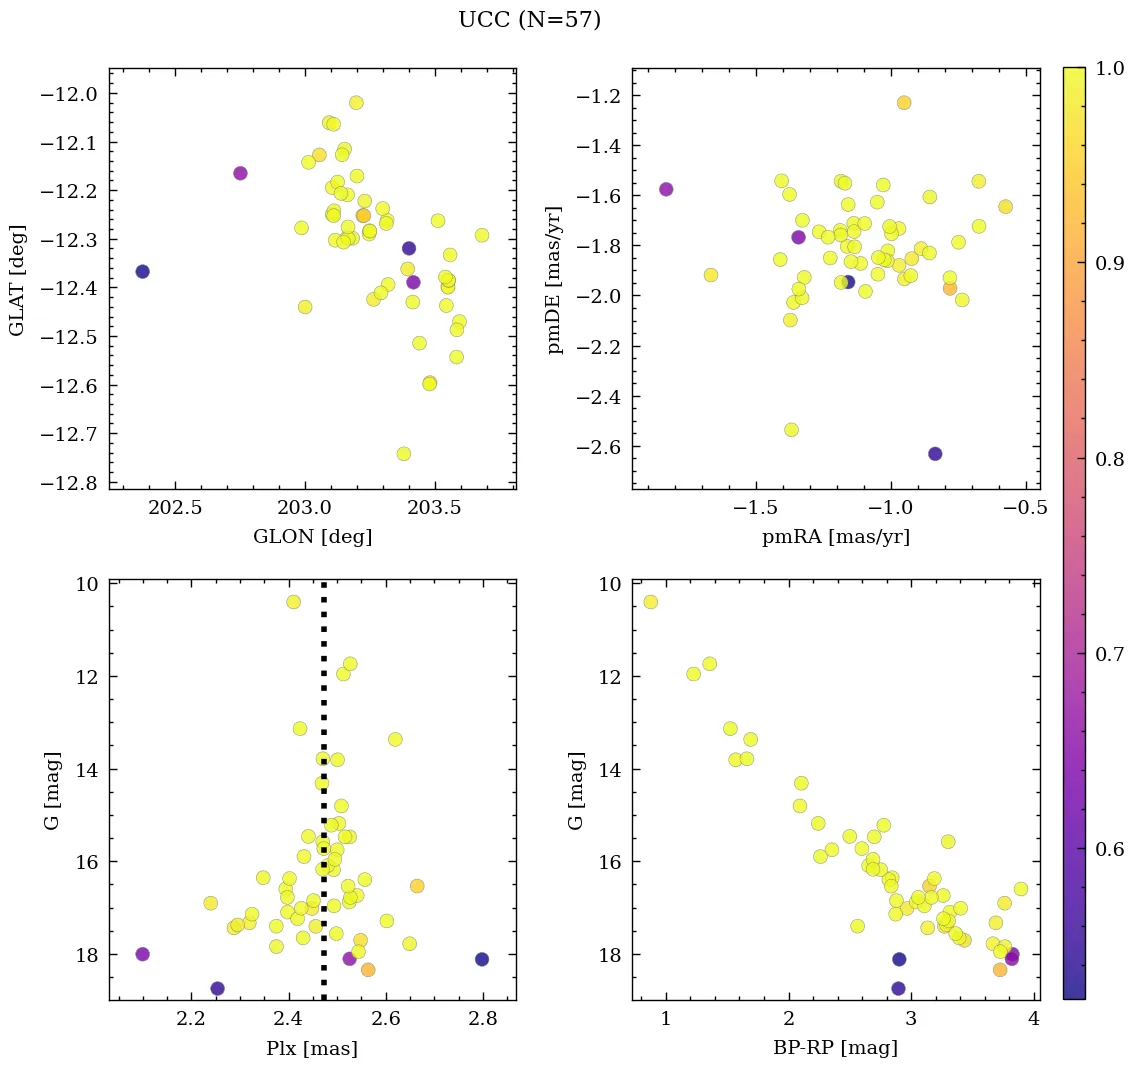 UCC (N=57)
−12.0
−12.1
−12.2
−12.3
−12.4
−12.5
−12.6
−12.7
−12.8
GLAT [deg]
202.5 203.0 203.5
GLON [deg]
−1.2
−1.4
−1.6
−1.8
−2.0
−2.2
−2.4
−2.6
pmDE [mas/yr]
−1.5 −1.0 −0.5
pmRA [mas/yr]
10
12
14
16
18
G [mag]
2.2 2.4 2.6 2.8
Plx [mas]
10
12
14
16
18
G [mag]
1 2 3 4
BP-RP [mag]
1.0
0.9
0.8
0.7
0.6